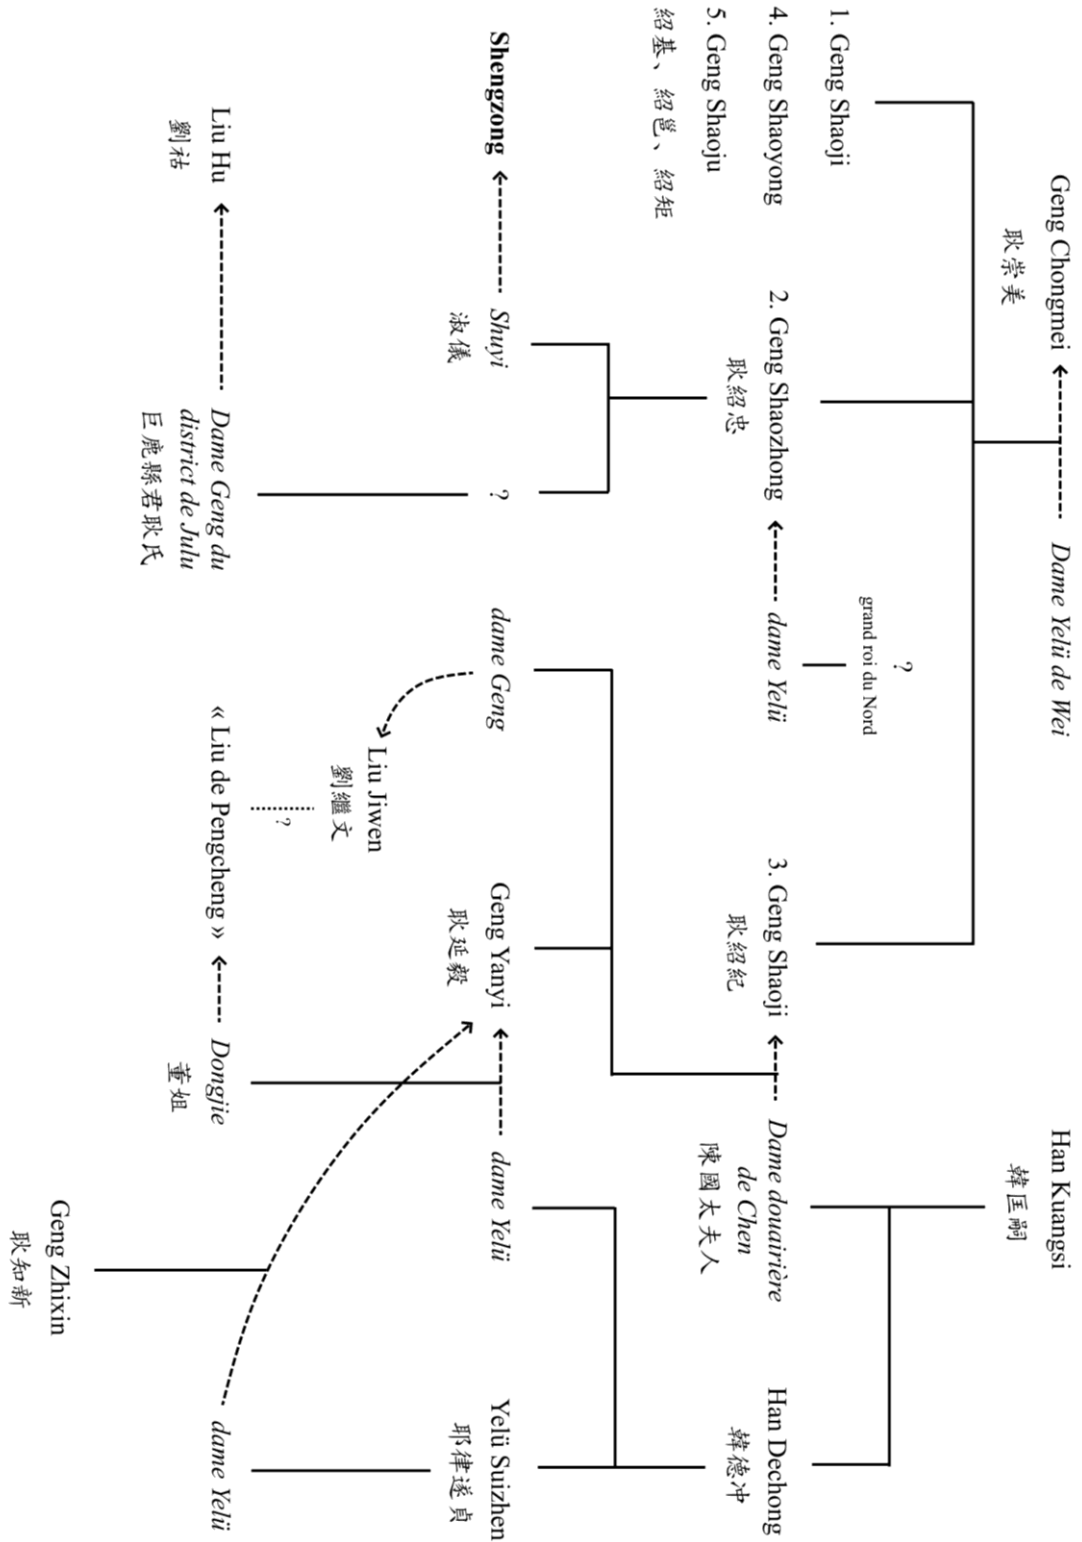 Geng Chongmei
耿崇美
Dame Yelü de Wei
Han Kuangsi
韓匡嗣
1. Geng Shaoji
4. Geng Shaoyong
5. Geng Shaoju
紹基、紹邕、紹矩
2. Geng Shaozhong
耿紹忠
?
grand roi du Nord
dame Yelü
3. Geng Shaoji
耿紹紀
Dame douairière
de Chen
陳國太夫人
Han Dechong
韓德冲
Shengzong
Shuyi
淑儀
?
dame Geng
Liu Jiwen
劉繼文
Geng Yanyi
耿延毅
dame Yelü
Yelü Suizhen
耶律遂貞
Liu Hu
劉祜
Dame Geng du
district de Julu
巨鹿縣君耿氏
?
« Liu de Pengcheng »
Dongjie
董姐
dame Yelü
Geng Zhixin
耿知新